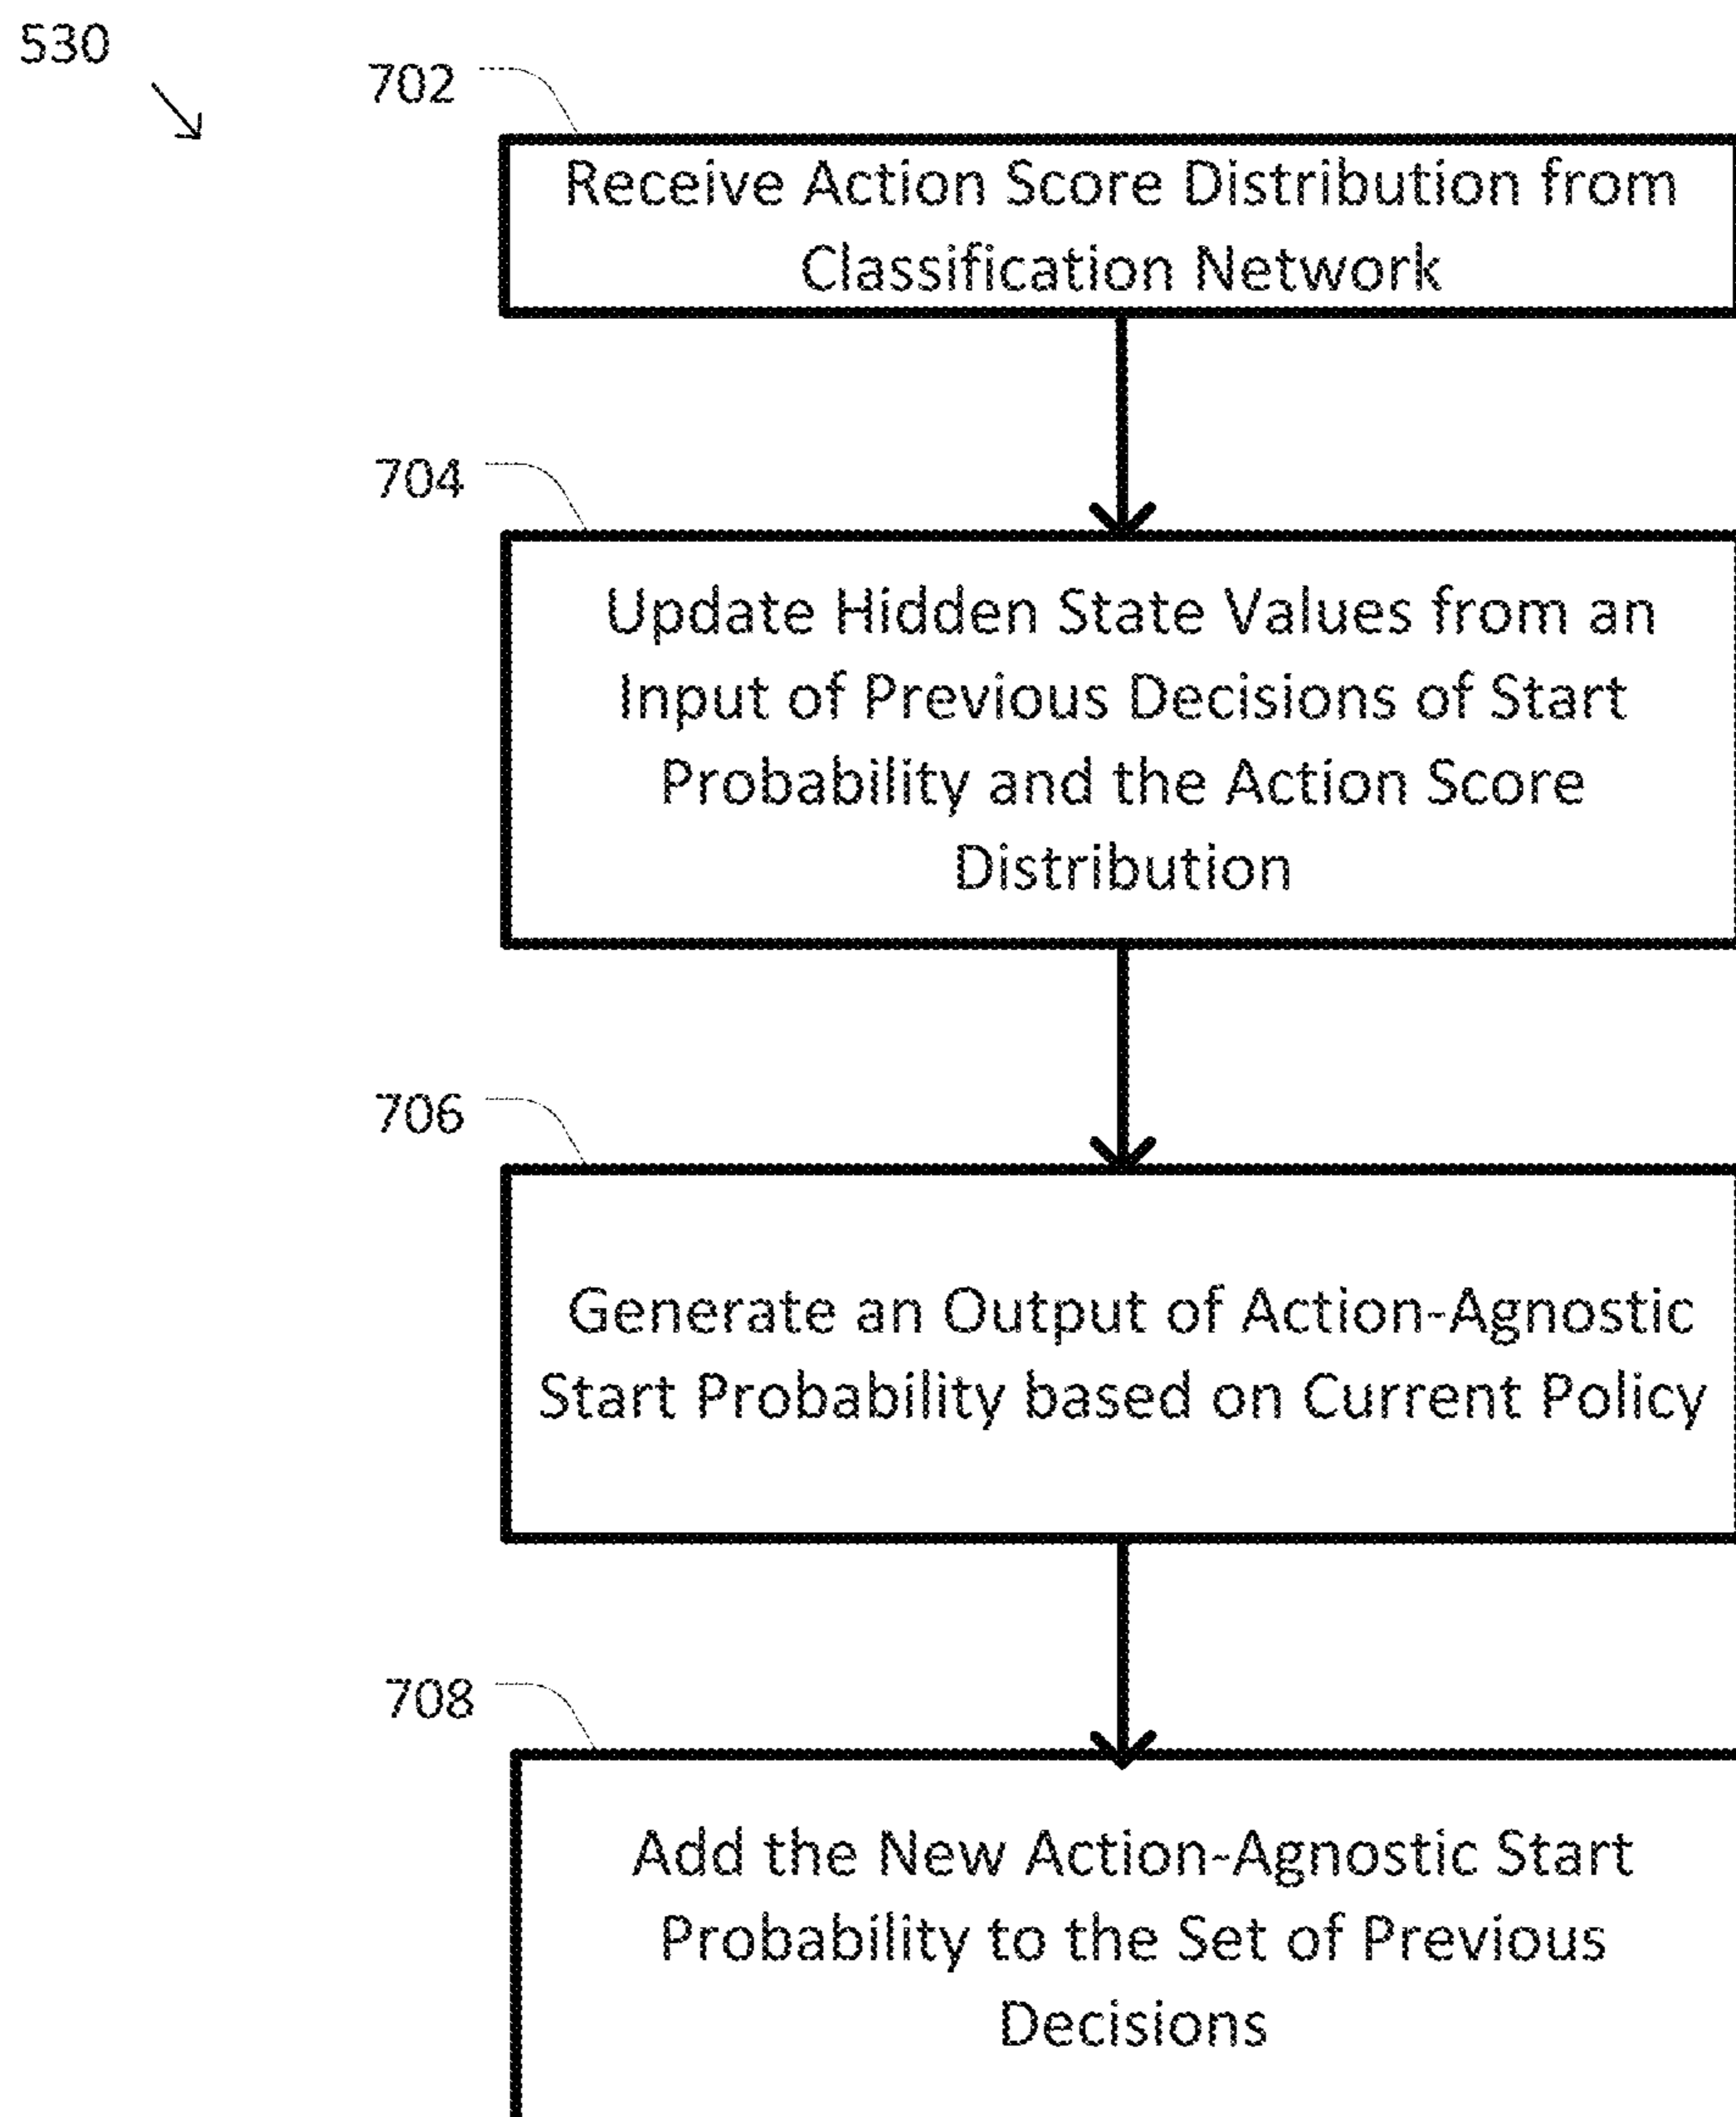 530
702
Receive Action Score Distribution from
Classification Network
704
Update Hidden State Values from an
Input of Previous Decisions of Start
Probability and the Action Score
Distribution
706
Generate an Output of Action-Agnostic
Start Probability based on Current Policy
708
Add the New Action-Agnostic Start
Probability to the Set of Previous
Decisions